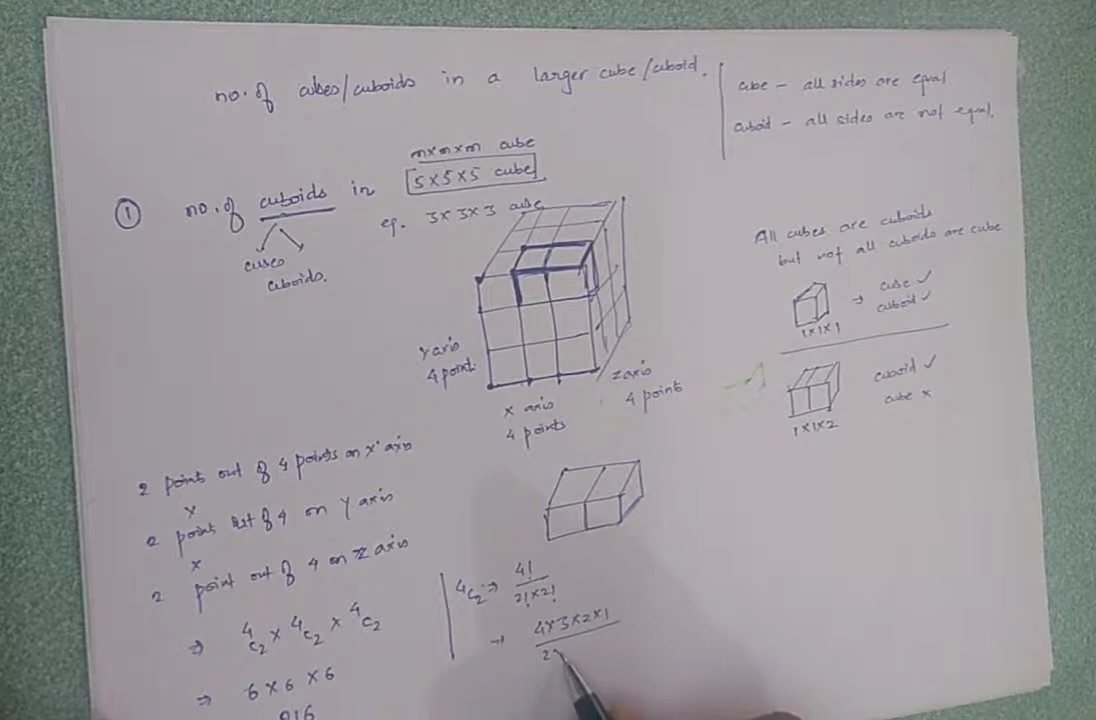 no. of cubes/cuboids in a larger cube/cuboid.
cube – all sides are equal
cuboid – all sides are not equal.
m×m×m cube
① no. of cuboids in 5×5×5 cube
cubes
cuboids.
eg. 3×3×3 cube
All cubes are cuboids
but not all cuboids are cube
→ cube ✓
cuboid ✓
1×1×1
cuboid ✓
cube ×
1×1×2
Y axis
4 point
X axis
4 points
Z axis
4 point
2 points out of 4 points on x axis
×
2 points out of 4 on Y axis
×
2 point out of 4 on z axis
⇒ 4c2 × 4c2 × 4c2
⇒ 6×6×6
216
4c2 ⇒ 4!
2!×2!
→ 4×3×2×1
2×